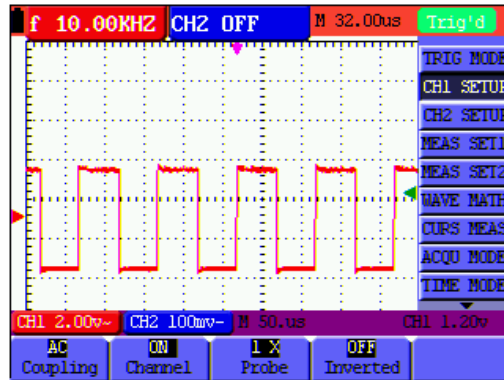 f 10.00KHZ CH2 OFF M 32.00us Trig'd
TRIG MODE
CH1 SETUP
CH2 SETUP
MEAS SET1
MEAS SET2
WAVE MATH
CURS MEAS
ACQU MODE
TIME MODE
CH1 2.00v~ CH2 100mv- M 50.us CH1 1.20v
AC ON 1 X OFF
Coupling Channel Probe Inverted